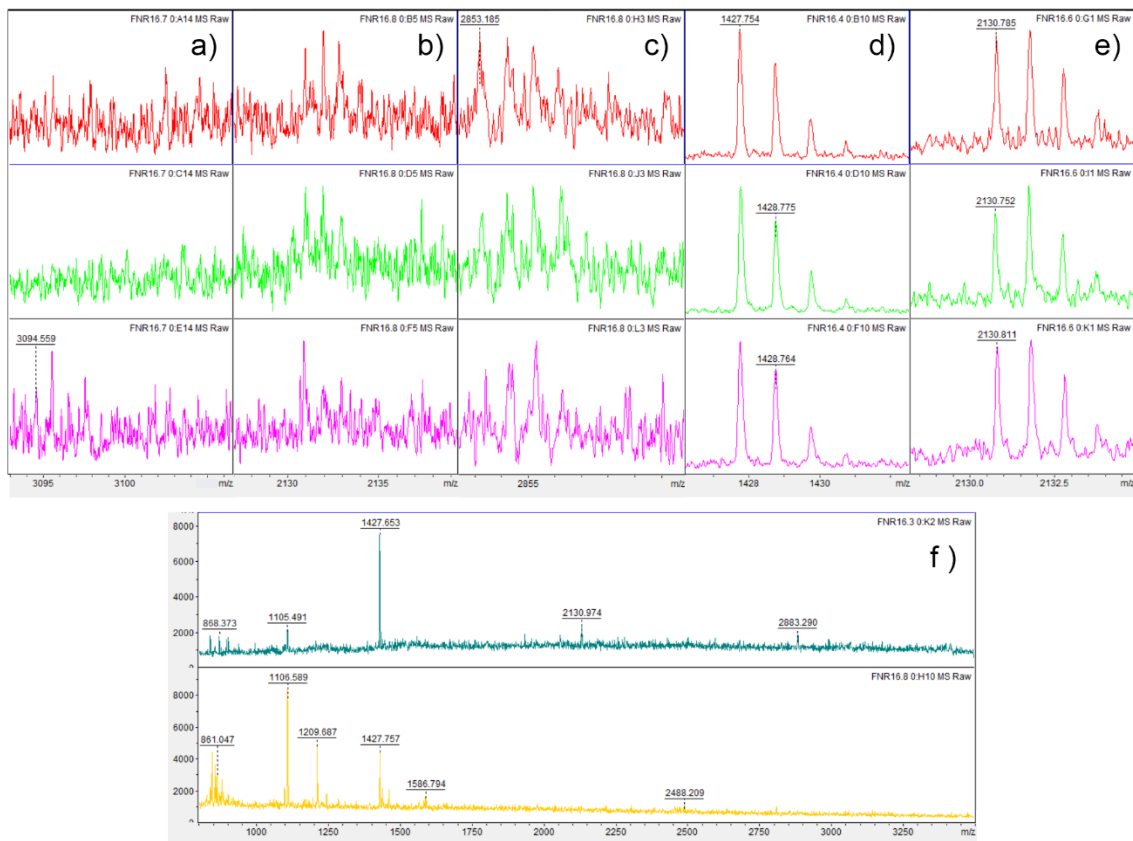 FNR16.7 0:A14 MS Raw
a)
FNR16.8 0:B5 MS Raw
b)
2853.185
FNR16.8 0:H3 MS Raw
c)
1427.754
FNR16.4 0:B10 MS Raw
d)
2130.785
FNR16.6 0:G1 MS Raw
e)
FNR16.7 0:C14 MS Raw
FNR16.8 0:D5 MS Raw
FNR16.8 0:J3 MS Raw
FNR16.4 0:D10 MS Raw
1428.775
2130.752
FNR16.6 0:I1 MS Raw
FNR16.7 0:E14 MS Raw
3094.559
FNR16.8 0:F5 MS Raw
FNR16.8 0:L3 MS Raw
FNR16.4 0:F10 MS Raw
1428.764
2130.811
FNR16.6 0:K1 MS Raw
3095 3100 m/z
2130 2135 m/z
2855 m/z
1428 1430 m/z
2130.0 2132.5 m/z
FNR16.3 0:K2 MS Raw
f )
8000
6000
4000
2000
0
868.373
1105.491
1427.653
2130.974
2883.290
FNR16.8 0:H10 MS Raw
8000
6000
4000
2000
0
861.047
1106.589
1209.687
1427.757
1586.794
2488.209
1000 1250 1500 1750 2000 2250 2500 2750 3000 3250 m/z